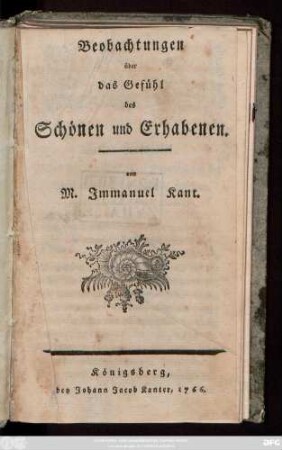 Beobachtungen
über
das Gefühl
des
Schönen und Erhabenen.
von
M. Immanuel Kant.
Königsberg,
bey Johann Jacob Kanter, 1766.